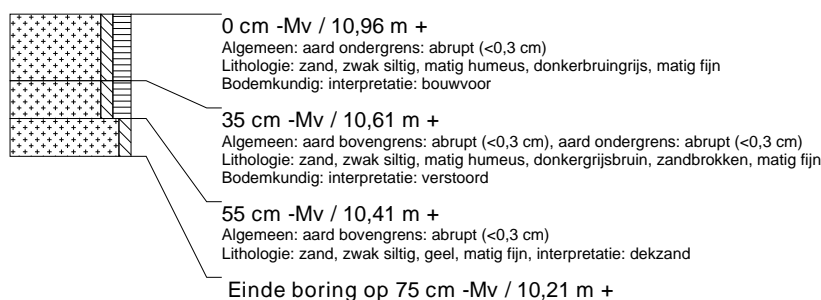 0 cm -Mv / 10,96 m +
Algemeen: aard ondergrens: abrupt (<0,3 cm)
Lithologie: zand, zwak siltig, matig humeus, donkerbruingrijs, matig fijn
Bodemkundig: interpretatie: bouwvoor
35 cm -Mv / 10,61 m +
Algemeen: aard bovengrens: abrupt (<0,3 cm), aard ondergrens: abrupt (<0,3 cm)
Lithologie: zand, zwak siltig, matig humeus, donkergrijsbruin, zandbrokken, matig fijn
Bodemkundig: interpretatie: verstoord
55 cm -Mv / 10,41 m +
Algemeen: aard bovengrens: abrupt (<0,3 cm)
Lithologie: zand, zwak siltig, geel, matig fijn, interpretatie: dekzand
Einde boring op 75 cm -Mv / 10,21 m +